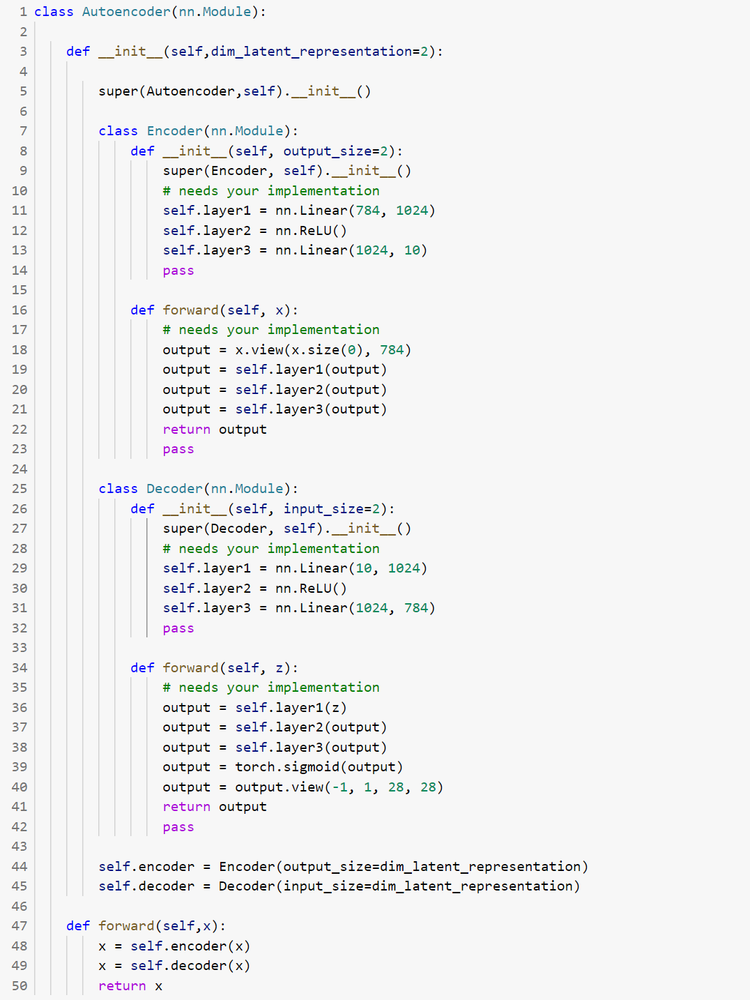 1 class Autoencoder(nn.Module):
2
3     def __init__(self,dim_latent_representation=2):
4
5         super(Autoencoder,self).__init__()
6
7         class Encoder(nn.Module):
8             def __init__(self, output_size=2):
9                 super(Encoder, self).__init__()
10                 # needs your implementation
11                 self.layer1 = nn.Linear(784, 1024)
12                 self.layer2 = nn.ReLU()
13                 self.layer3 = nn.Linear(1024, 10)
14                 pass
15
16             def forward(self, x):
17                 # needs your implementation
18                 output = x.view(x.size(0), 784)
19                 output = self.layer1(output)
20                 output = self.layer2(output)
21                 output = self.layer3(output)
22                 return output
23                 pass
24
25         class Decoder(nn.Module):
26             def __init__(self, input_size=2):
27                 super(Decoder, self).__init__()
28                 # needs your implementation
29                 self.layer1 = nn.Linear(10, 1024)
30                 self.layer2 = nn.ReLU()
31                 self.layer3 = nn.Linear(1024, 784)
32                 pass
33
34             def forward(self, z):
35                 # needs your implementation
36                 output = self.layer1(z)
37                 output = self.layer2(output)
38                 output = self.layer3(output)
39                 output = torch.sigmoid(output)
40                 output = output.view(-1, 1, 28, 28)
41                 return output
42                 pass
43
44         self.encoder = Encoder(output_size=dim_latent_representation)
45         self.decoder = Decoder(input_size=dim_latent_representation)
46
47     def forward(self,x):
48         x = self.encoder(x)
49         x = self.decoder(x)
50         return x